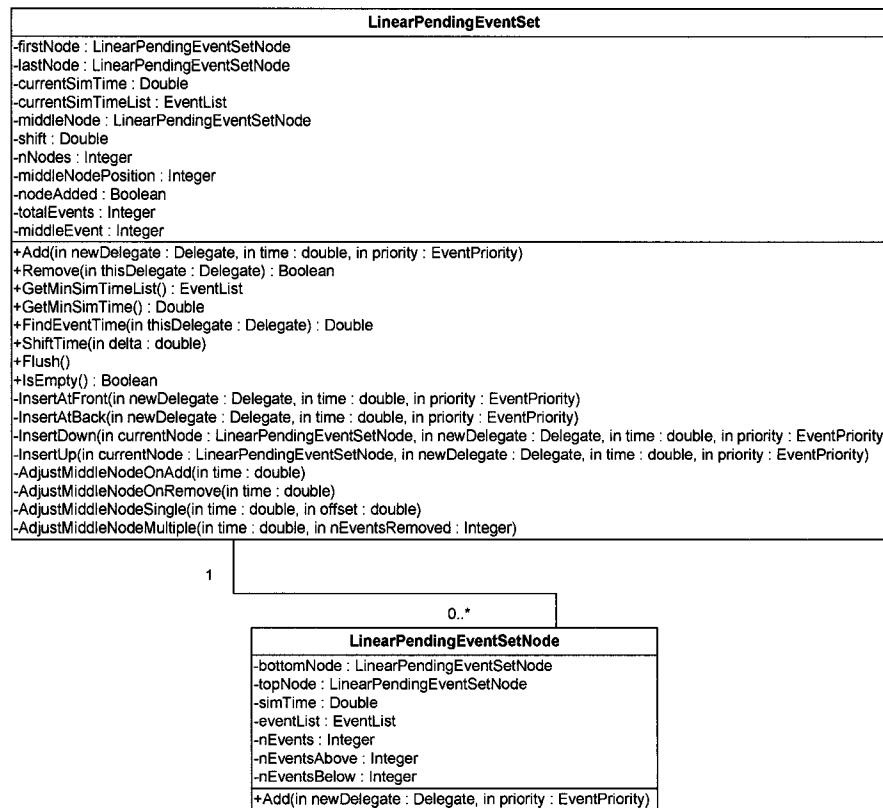 LinearPendingEventSet
-firstNode : LinearPendingEventSetNode
-lastNode : LinearPendingEventSetNode
-currentSimTime : Double
-currentSimTimeList : EventList
-middleNode : LinearPendingEventSetNode
-shift : Double
-nNodes : Integer
-middleNodePosition : Integer
-nodeAdded : Boolean
-totalEvents : Integer
-middleEvent : Integer
+Add(in newDelegate : Delegate, in time : double, in priority : EventPriority)
+Remove(in thisDelegate : Delegate) : Boolean
+GetMinSimTimeList() : EventList
+GetMinSimTime() : Double
+FindEventTime(in thisDelegate : Delegate) : Double
+ShiftTime(in delta : double)
+Flush()
+IsEmpty() : Boolean
-InsertAtFront(in newDelegate : Delegate, in time : double, in priority : EventPriority)
-InsertAtBack(in newDelegate : Delegate, in time : double, in priority : EventPriority)
-InsertDown(in currentNode : LinearPendingEventSetNode, in newDelegate : Delegate, in time : double, in priority : EventPriority
-InsertUp(in currentNode : LinearPendingEventSetNode, in newDelegate : Delegate, in time : double, in priority : EventPriority)
-AdjustMiddleNodeOnAdd(in time : double)
-AdjustMiddleNodeOnRemove(in time : double)
-AdjustMiddleNodeSingle(in time : double, in offset : double)
-AdjustMiddleNodeMultiple(in time : double, in nEventsRemoved : Integer)
1
0..*
LinearPendingEventSetNode
-bottomNode : LinearPendingEventSetNode
-topNode : LinearPendingEventSetNode
-simTime : Double
-eventList : EventList
-nEvents : Integer
-nEventsAbove : Integer
-nEventsBelow : Integer
+Add(in newDelegate : Delegate, in priority : EventPriority)